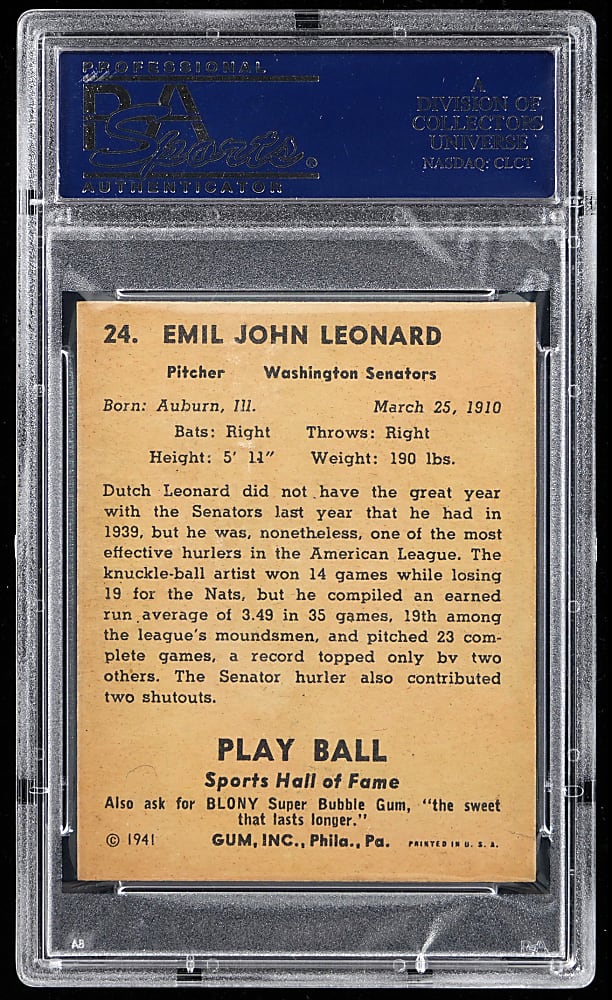 PROFESSIONAL
PSA
Sports.
AUTHENTICATOR
A
DIVISION OF
COLLECTORS
UNIVERSE
NASDAQ: CLCT
24. EMIL JOHN LEONARD
Pitcher Washington Senators
Born: Auburn, Ill. March 25, 1910
Bats: Right Throws: Right
Height: 5' 11" Weight: 190 lbs.
Dutch Leonard did not have the great year
with the Senators last year that he had in
1939, but he was, nonetheless, one of the most
effective hurlers in the American League. The
knuckle-ball artist won 14 games while losing
19 for the Nats, but he compiled an earned
run average of 3.49 in 35 games, 19th among
the league's moundsmen, and pitched 23 com-
plete games, a record topped only by two
others. The Senator hurler also contributed
two shutouts.
PLAY BALL
Sports Hall of Fame
Also ask for BLONY Super Bubble Gum, "the sweet
that lasts longer."
© 1941 GUM, INC., Phila., Pa. PRINTED IN U. S. A.
A8
PSA